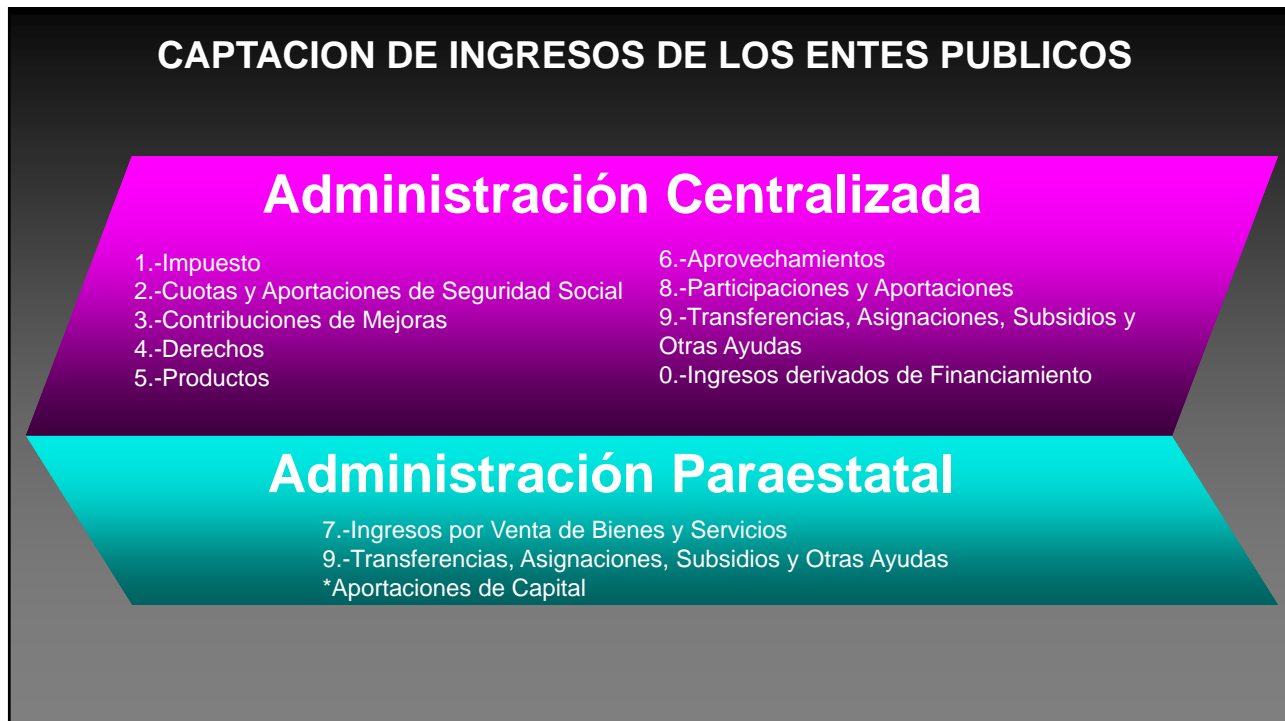 CAPTACION DE INGRESOS DE LOS ENTES PUBLICOS
Administración Centralizada
1.-Impuesto
2.-Cuotas y Aportaciones de Seguridad Social
3.-Contribuciones de Mejoras
4.-Derechos
5.-Productos
6.-Aprovechamientos
8.-Participaciones y Aportaciones
9.-Transferencias, Asignaciones, Subsidios y
Otras Ayudas
0.-Ingresos derivados de Financiamiento
Administración Paraestatal
7.-Ingresos por Venta de Bienes y Servicios
9.-Transferencias, Asignaciones, Subsidios y Otras Ayudas
*Aportaciones de Capital